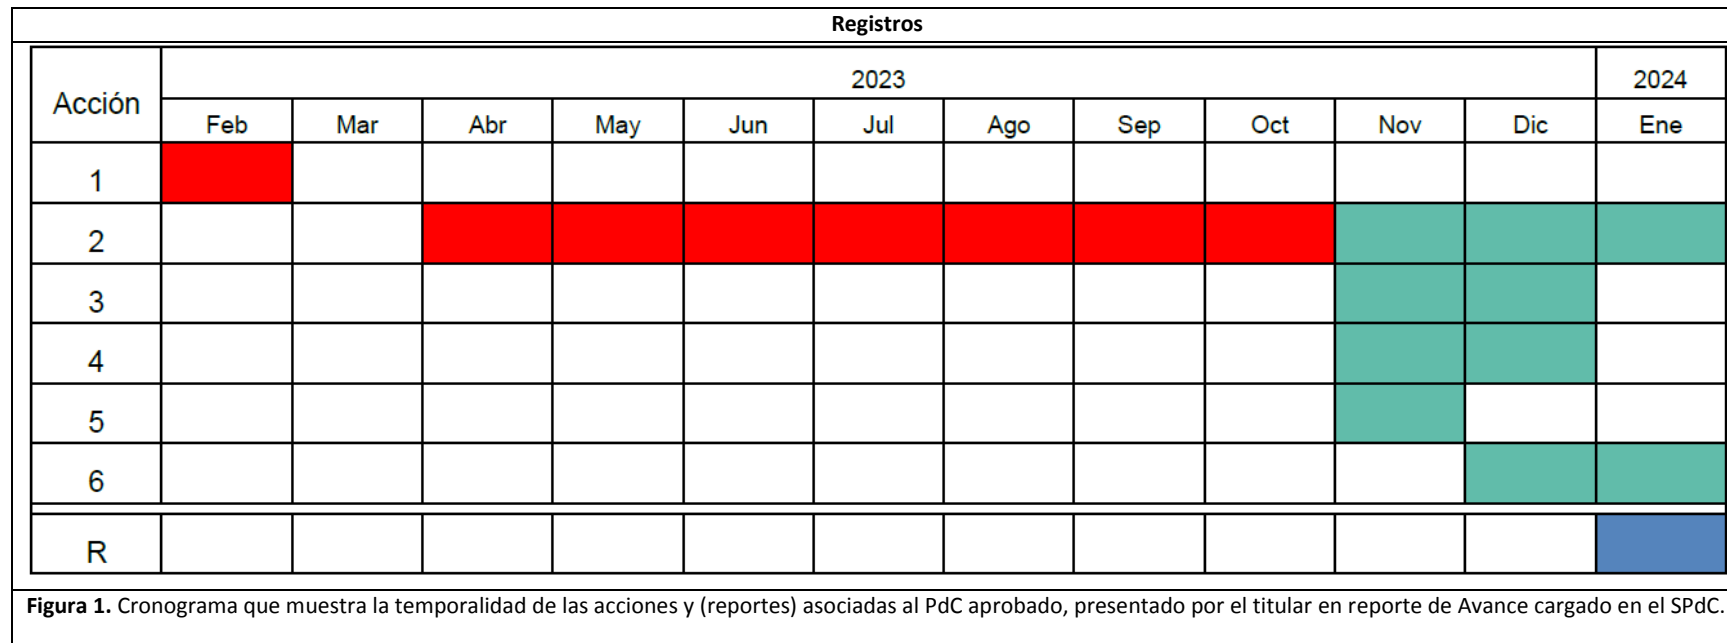 Registros
Acción
2023
2024
Feb Mar Abr May Jun Jul Ago Sep Oct Nov Dic Ene
1
2
3
4
5
6
R
Figura 1. Cronograma que muestra la temporalidad de las acciones y (reportes) asociadas al PdC aprobado, presentado por el titular en reporte de Avance cargado en el SPdC.